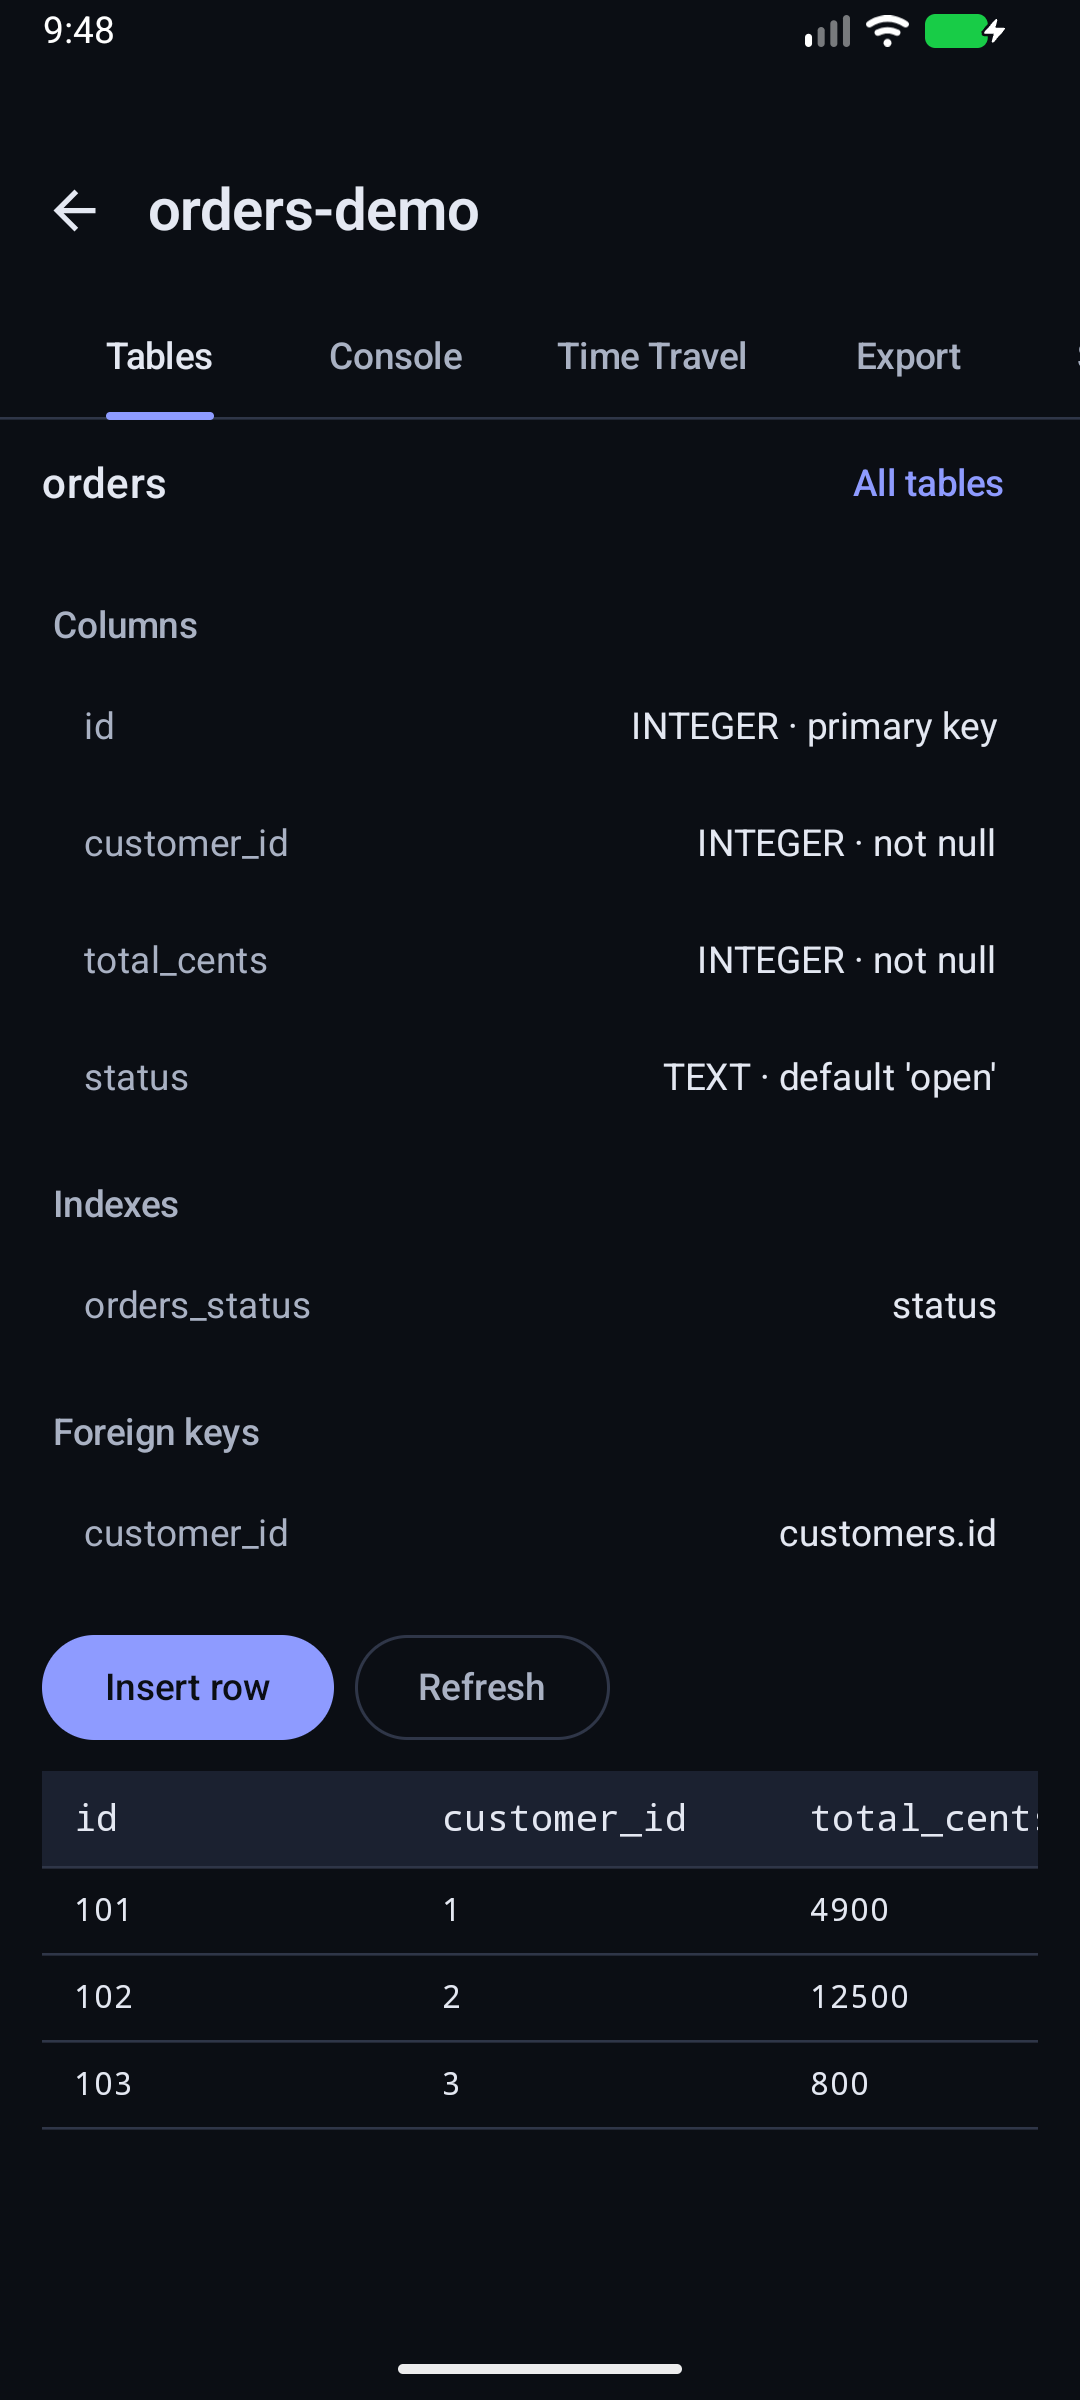 9:48
orders-demo
Tables Console Time Travel Export
orders All tables
Columns
id INTEGER · primary key
customer_id INTEGER · not null
total_cents INTEGER · not null
status TEXT · default 'open'
Indexes
orders_status status
Foreign keys
customer_id customers.id
Insert row Refresh
id customer_id total_cents
101 1 4900
102 2 12500
103 3 800